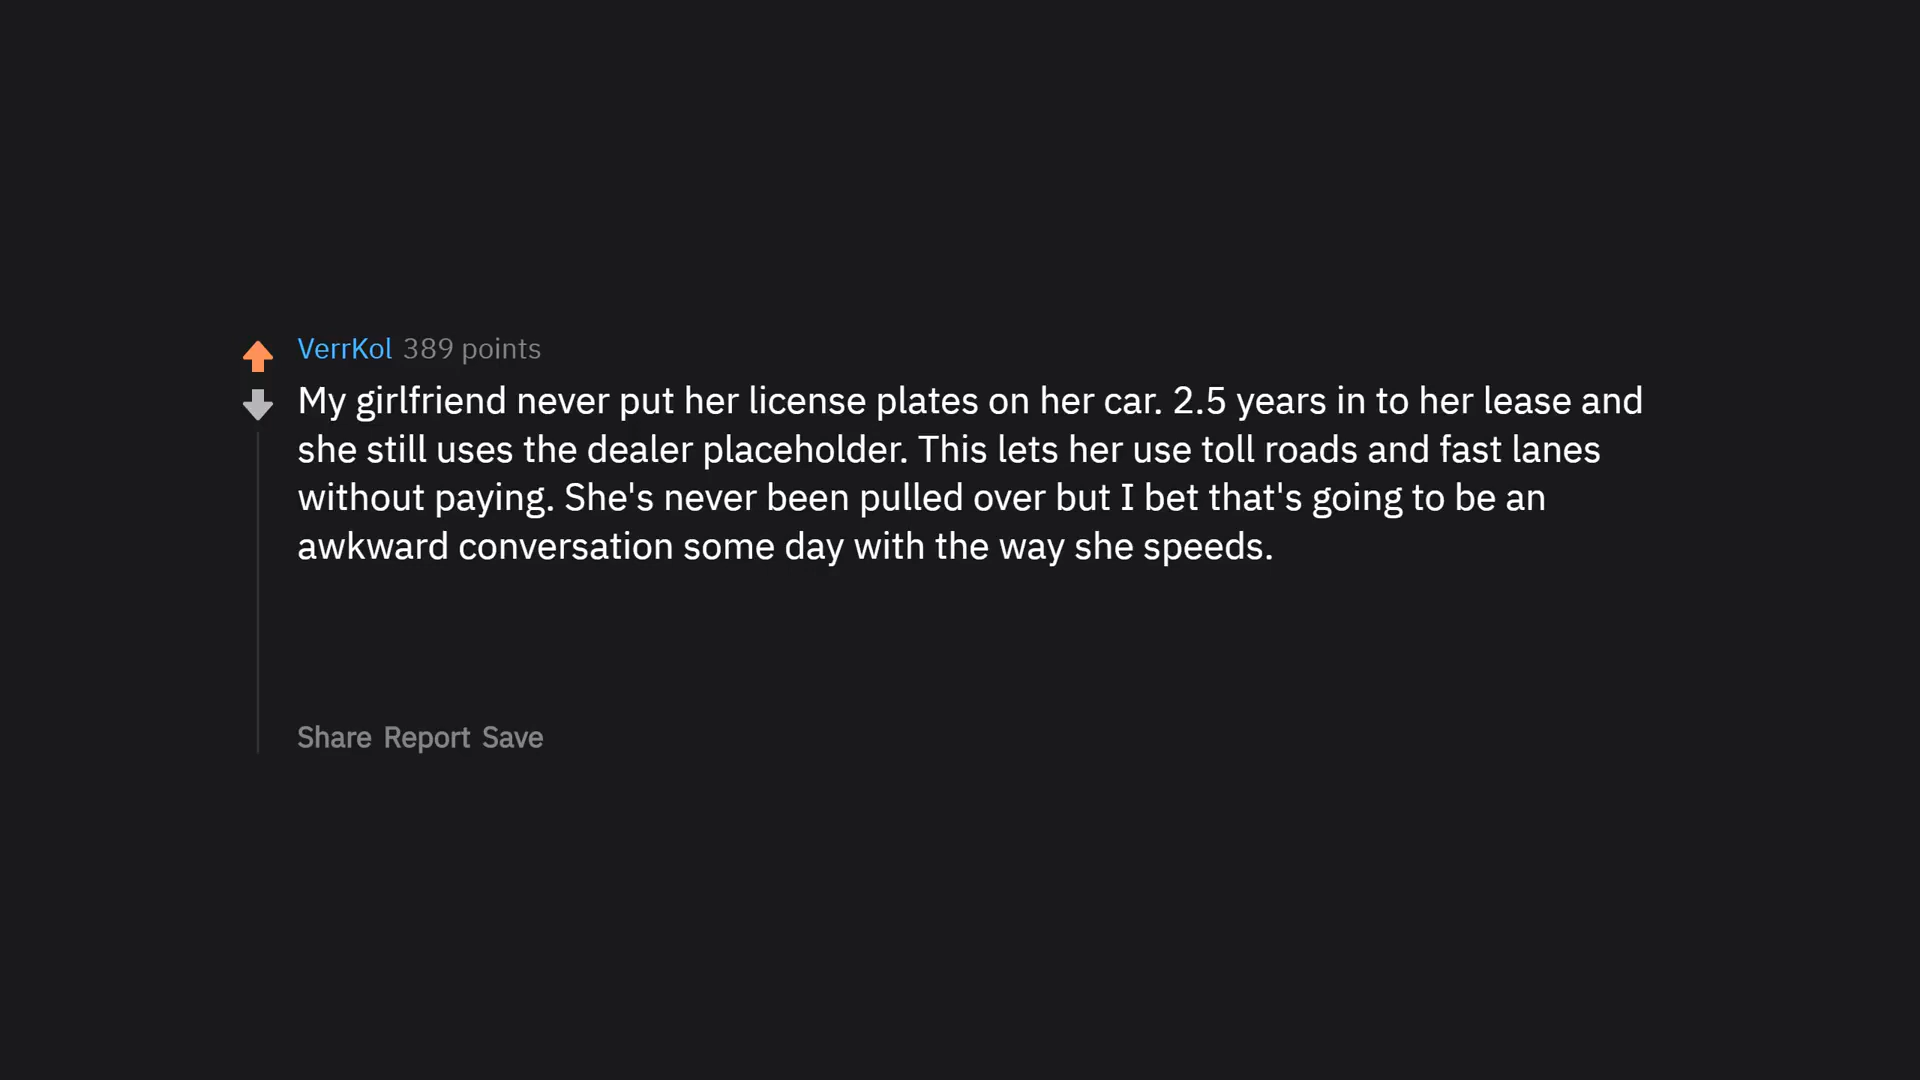 VerrKol 389 points
My girlfriend never put her license plates on her car. 2.5 years in to her lease and
she still uses the dealer placeholder. This lets her use toll roads and fast lanes
without paying. She's never been pulled over but I bet that's going to be an
awkward conversation some day with the way she speeds.
Share Report Save